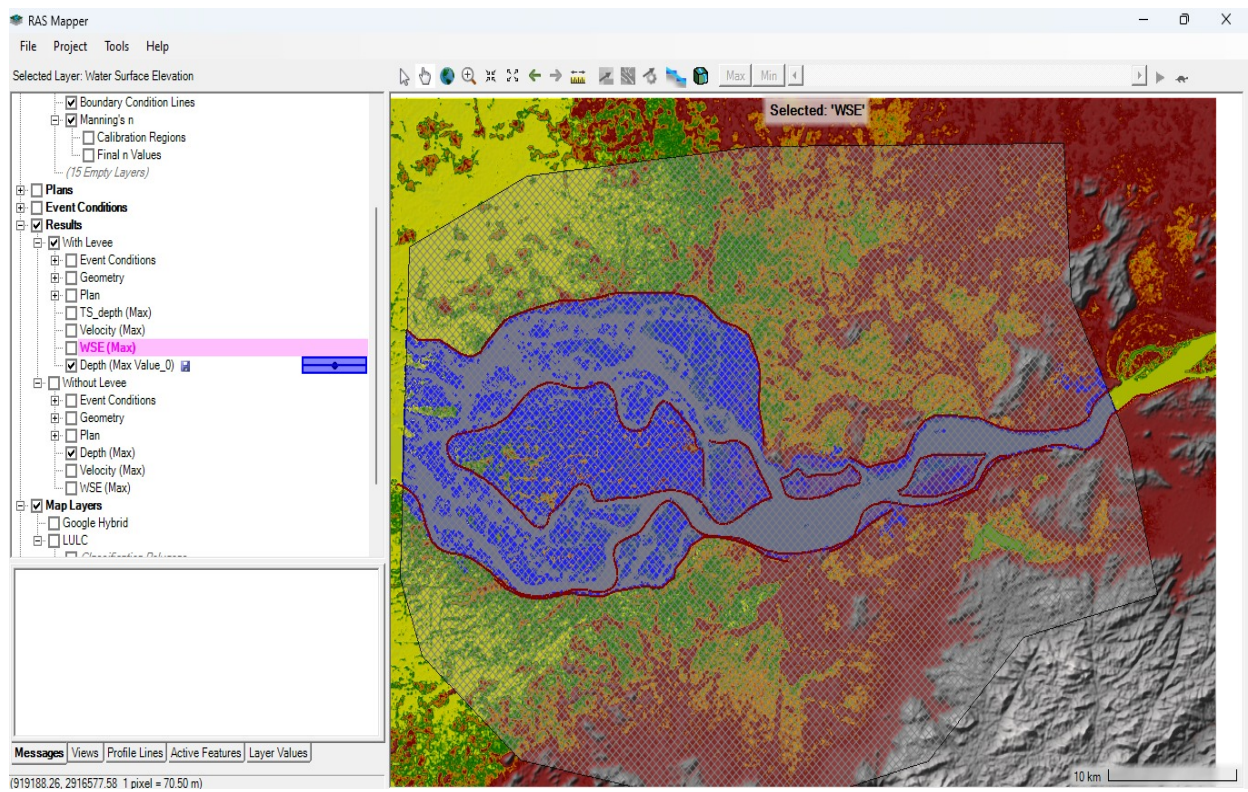 RAS Mapper
File Project Tools Help
Selected Layer: Water Surface Elevation
Max Min
Boundary Condition Lines
Manning's n
Calibration Regions
Final n Values
(15 Empty Layers)
Plans
Event Conditions
Results
With Levee
Event Conditions
Geometry
Plan
TS_depth (Max)
Velocity (Max)
WSE (Max)
Depth (Max Value_0)
Without Levee
Event Conditions
Geometry
Plan
Depth (Max)
Velocity (Max)
WSE (Max)
Map Layers
Google Hybrid
LULC
Selected: 'WSE'
10 km
Messages Views Profile Lines Active Features Layer Values
(919188.26, 2916577.58 1 pixel = 70.50 m)